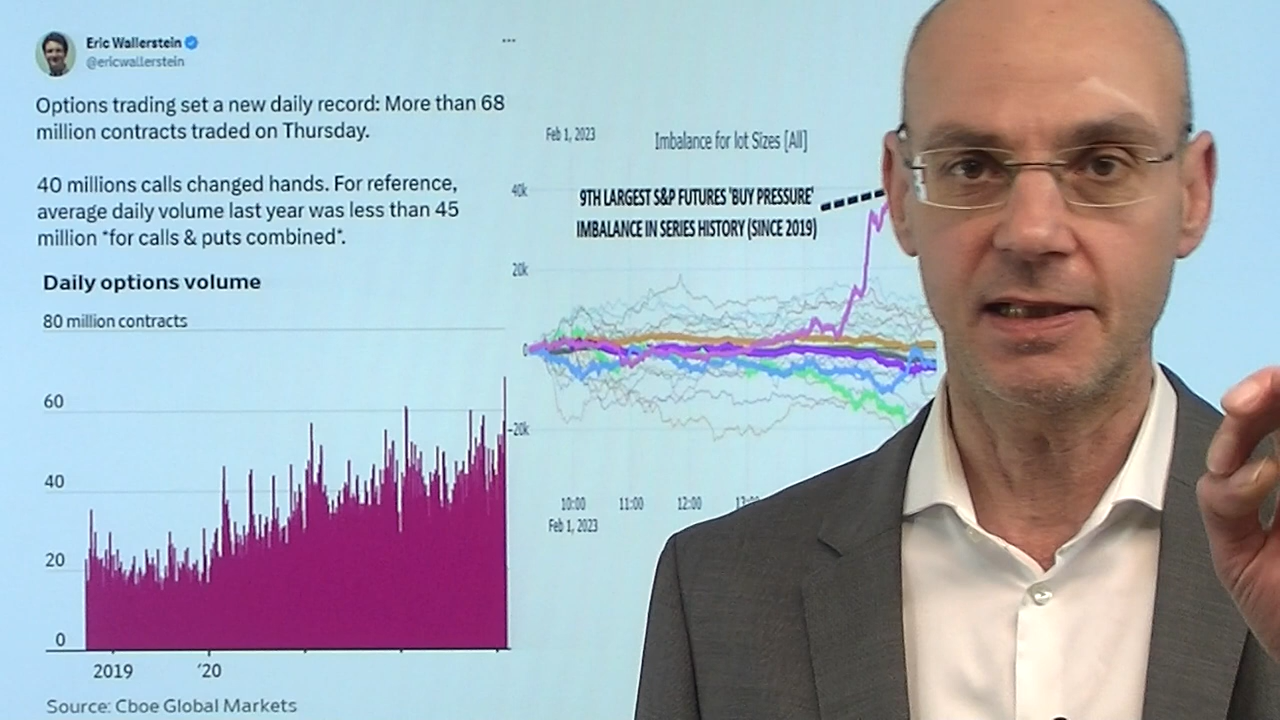 Eric Wallerstein
@ericwallerstein
Options trading set a new daily record: More than 68
million contracts traded on Thursday.
40 millions calls changed hands. For reference,
average daily volume last year was less than 45
million *for calls & puts combined*.
Daily options volume
80 million contracts
60
40
20
0
2019
'20
Source: Cboe Global Markets
Feb 1, 2023
Imbalance for lot Sizes [All]
40k
9TH LARGEST S&P FUTURES 'BUY PRESSURE'
IMBALANCE IN SERIES HISTORY (SINCE 2019)
20k
0
-20k
10:00
11:00
12:00
Feb 1, 2023